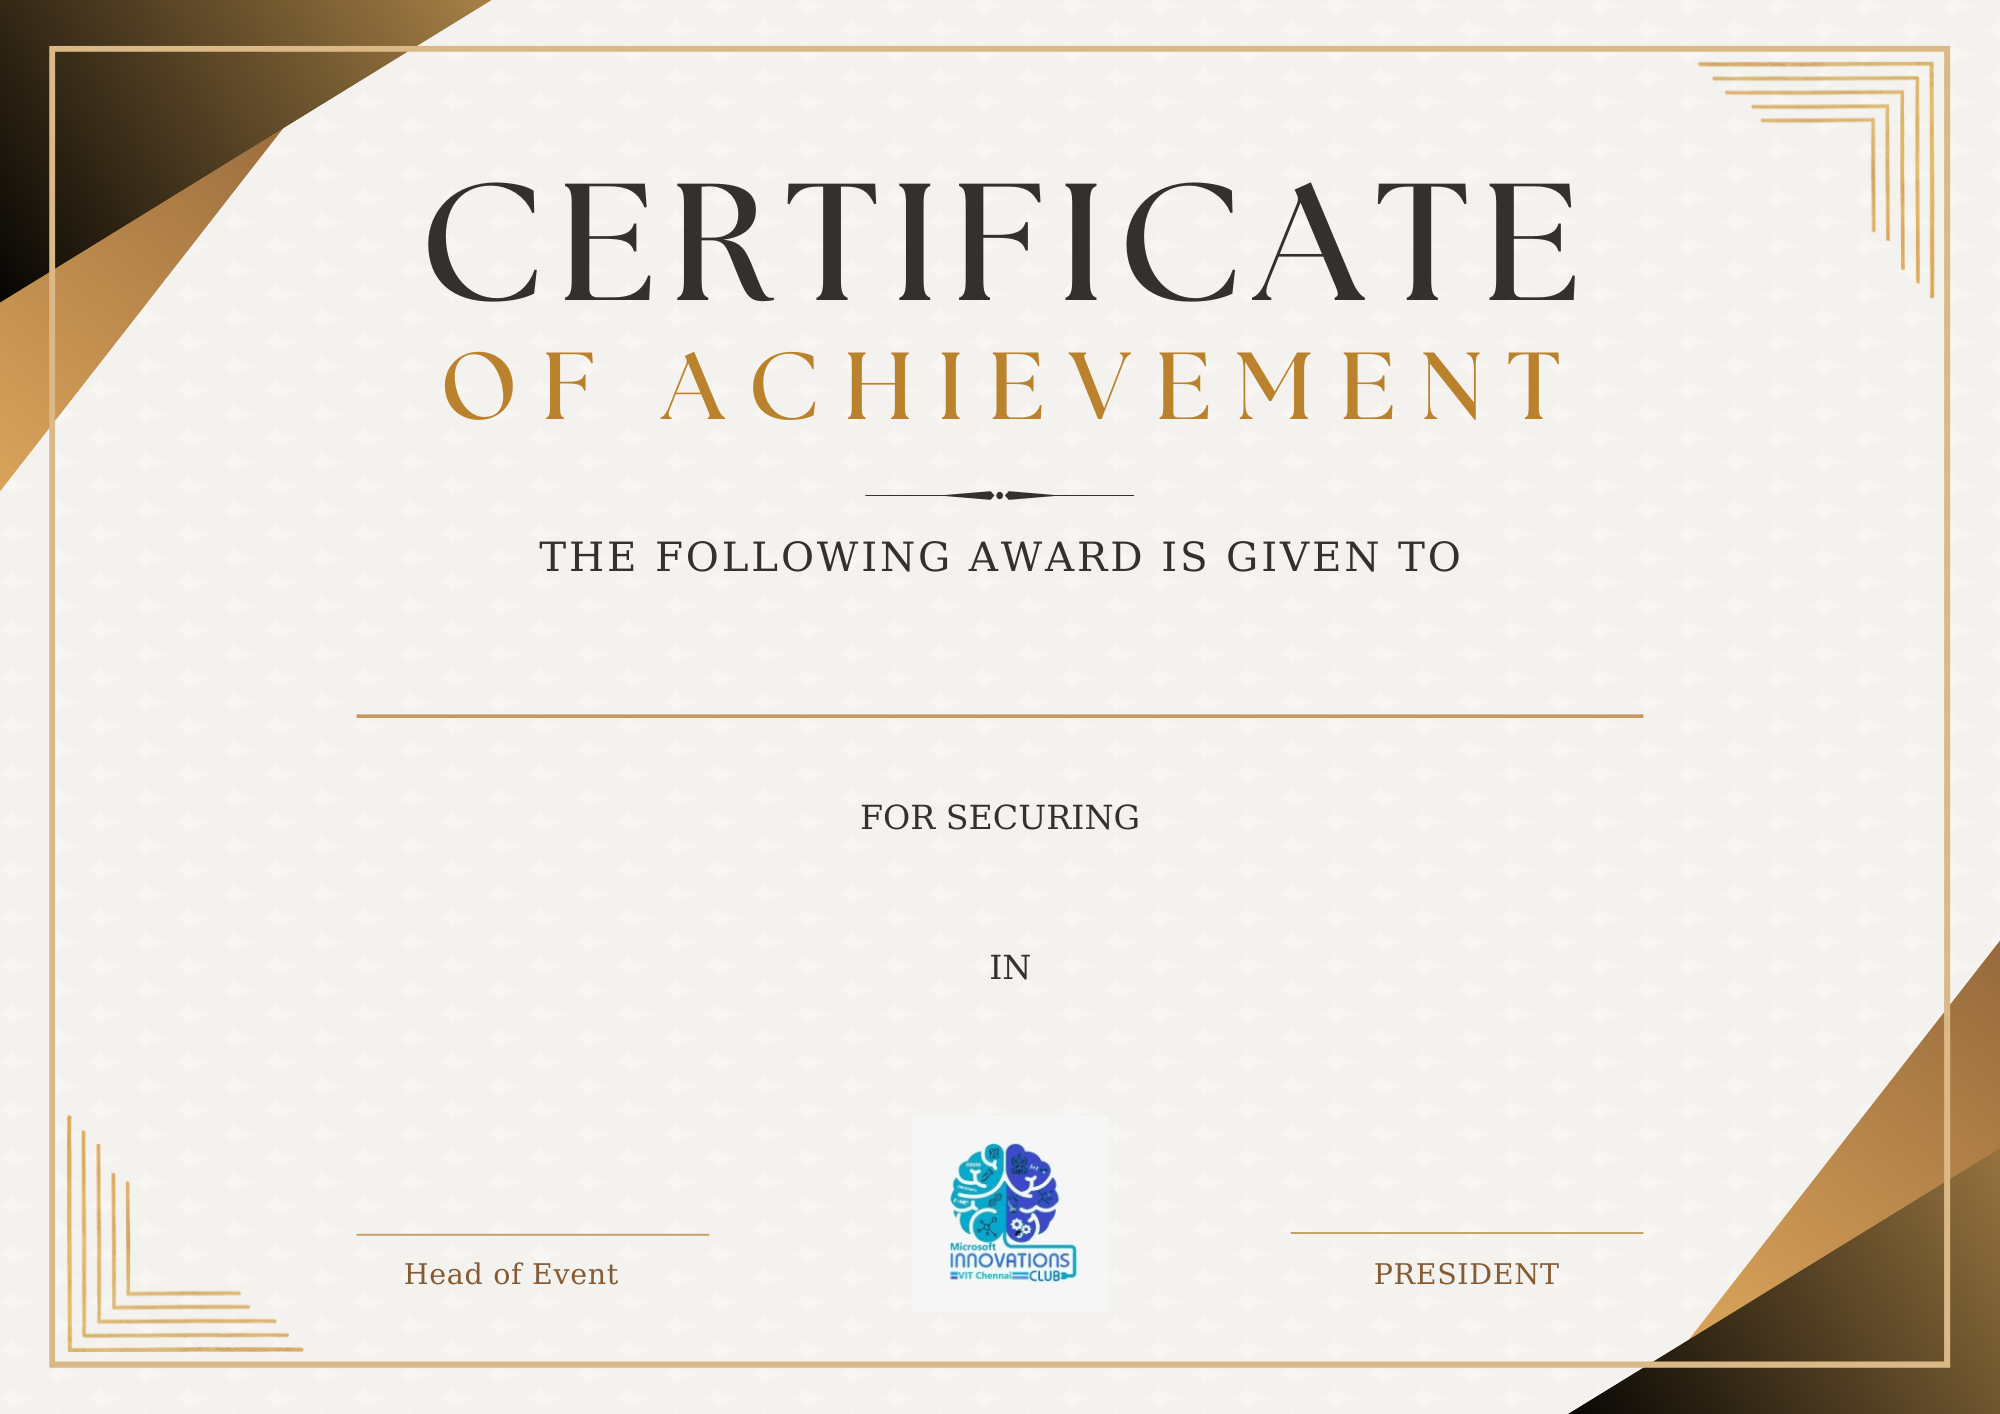 CERTIFICATE
OF ACHIEVEMENT
THE FOLLOWING AWARD IS GIVEN TO
FOR SECURING
IN
Microsoft
INNOVATIONS
VIT Chennai CLUB
Head of Event
PRESIDENT